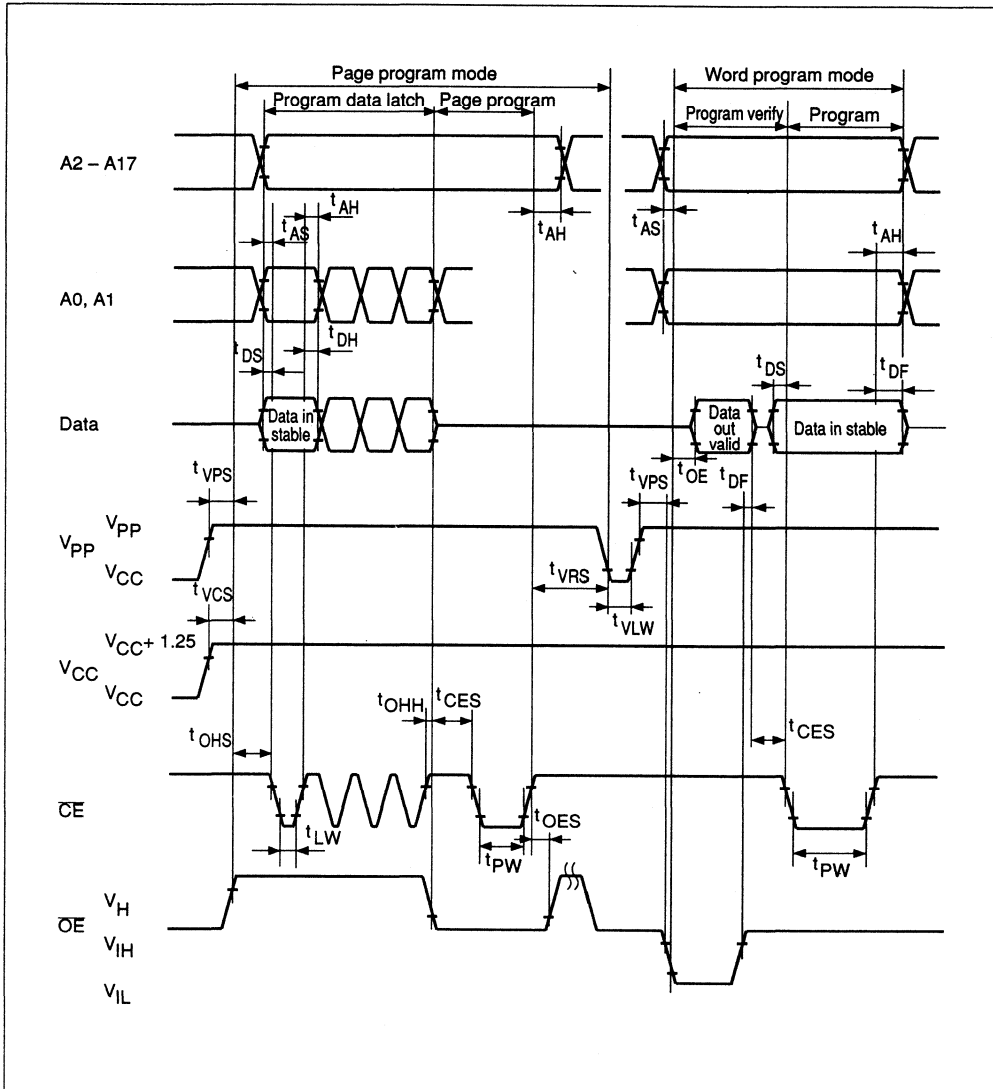 Page program mode
Word program mode
Program data latch
Page program
Program verify
Program
A2 – A17
tAH
tAS
tAH
tAS
tAH
A0, A1
tDH
tDS
tDS
tDF
Data
Data in stable
Data out valid
Data in stable
tVPS
tVPS
tOE
tDF
VPP
VPP
VCC
tVRS
tVCS
tVLW
VCC + 1.25
VCC
VCC
tOHH
tCES
tCES
tOHS
CE
tLW
tOES
tPW
tPW
VH
OE
VIH
VIL